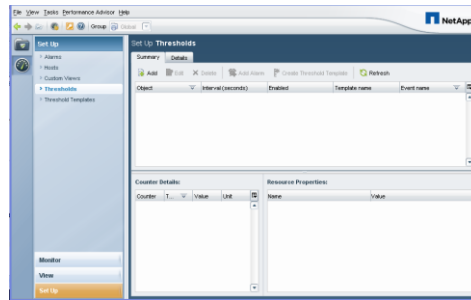 File View Tasks Performance Advisor Help
Group Global
NetApp
Set Up
Alarms
Hosts
Custom Views
Thresholds
Threshold Templates
Monitor
View
Set Up
Set Up Thresholds
Summary Details
Add Edit Delete Add Alarm Create Threshold Template Refresh
Object Interval (seconds) Enabled Template name Event name
Counter Details:
Counter T... Value Unit
Resource Properties:
Name Value